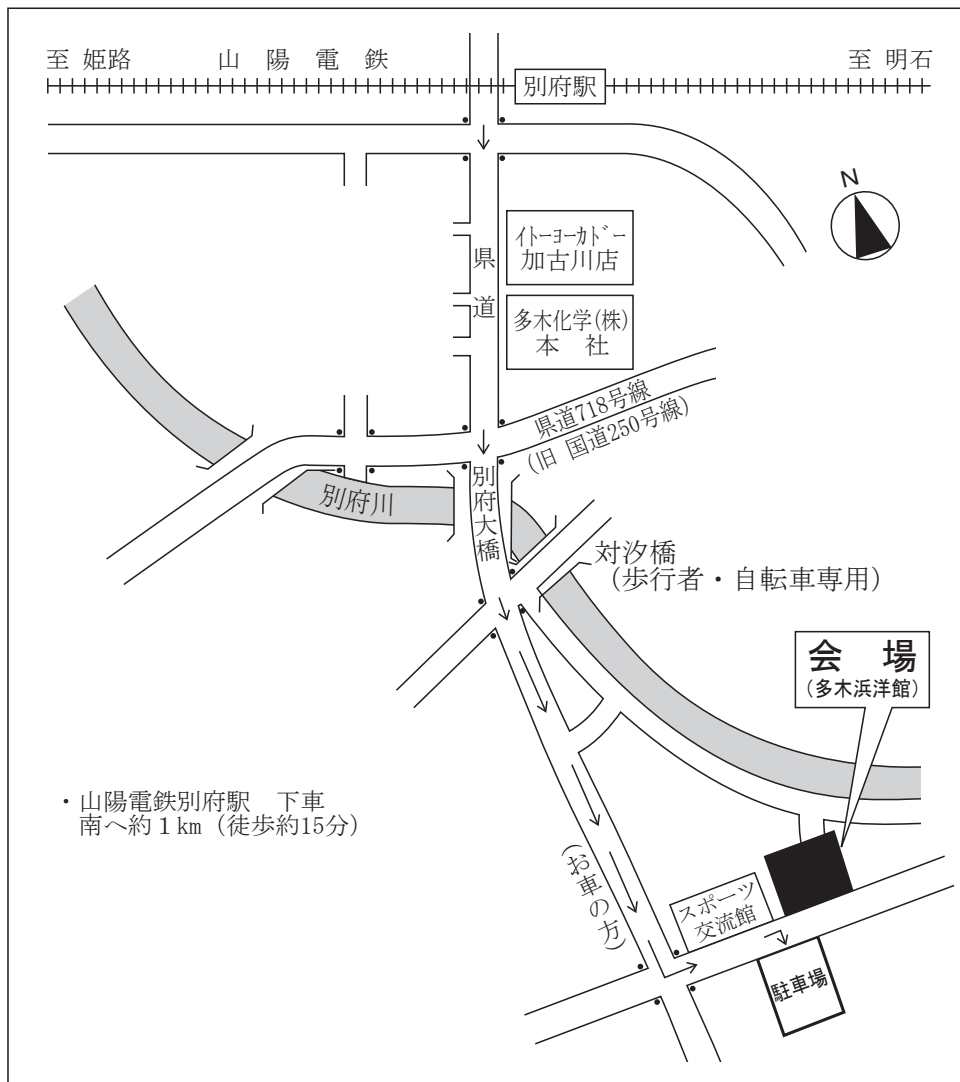 至 姫路　山 陽 電 鉄　至 明石
別府駅
N
ｲﾄｰﾖｰｶﾄﾞｰ
加古川店
県道
多木化学(株)
本　社
県道718号線
(旧 国道250号線)
別府大橋
別府川
対汐橋
（歩行者・自転車専用）
会　場
（多木浜洋館）
・山陽電鉄別府駅　下車
南へ約１km（徒歩約15分）
（お車の方）
スポーツ
交流館
駐車場